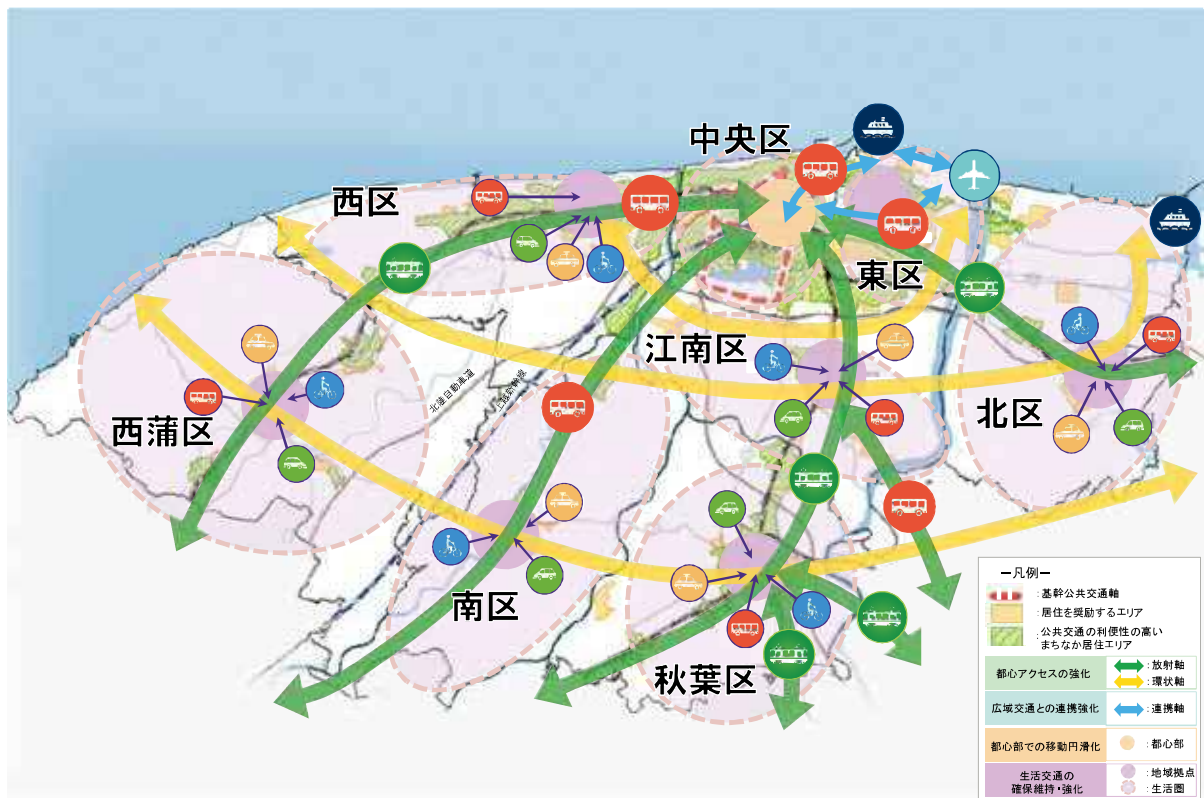 中央区
西区
東区
江南区
北区
西蒲区
北陸自動車道
上越新幹線
南区
秋葉区
ー凡例ー
:基幹公共交通軸
:居住を奨励するエリア
:公共交通の利便性の高い
まちなか居住エリア
都心アクセスの強化
:放射軸
:環状軸
広域交通との連携強化
:連携軸
都心部での移動円滑化
:都心部
生活交通の
確保維持・強化
:地域拠点
:生活圏